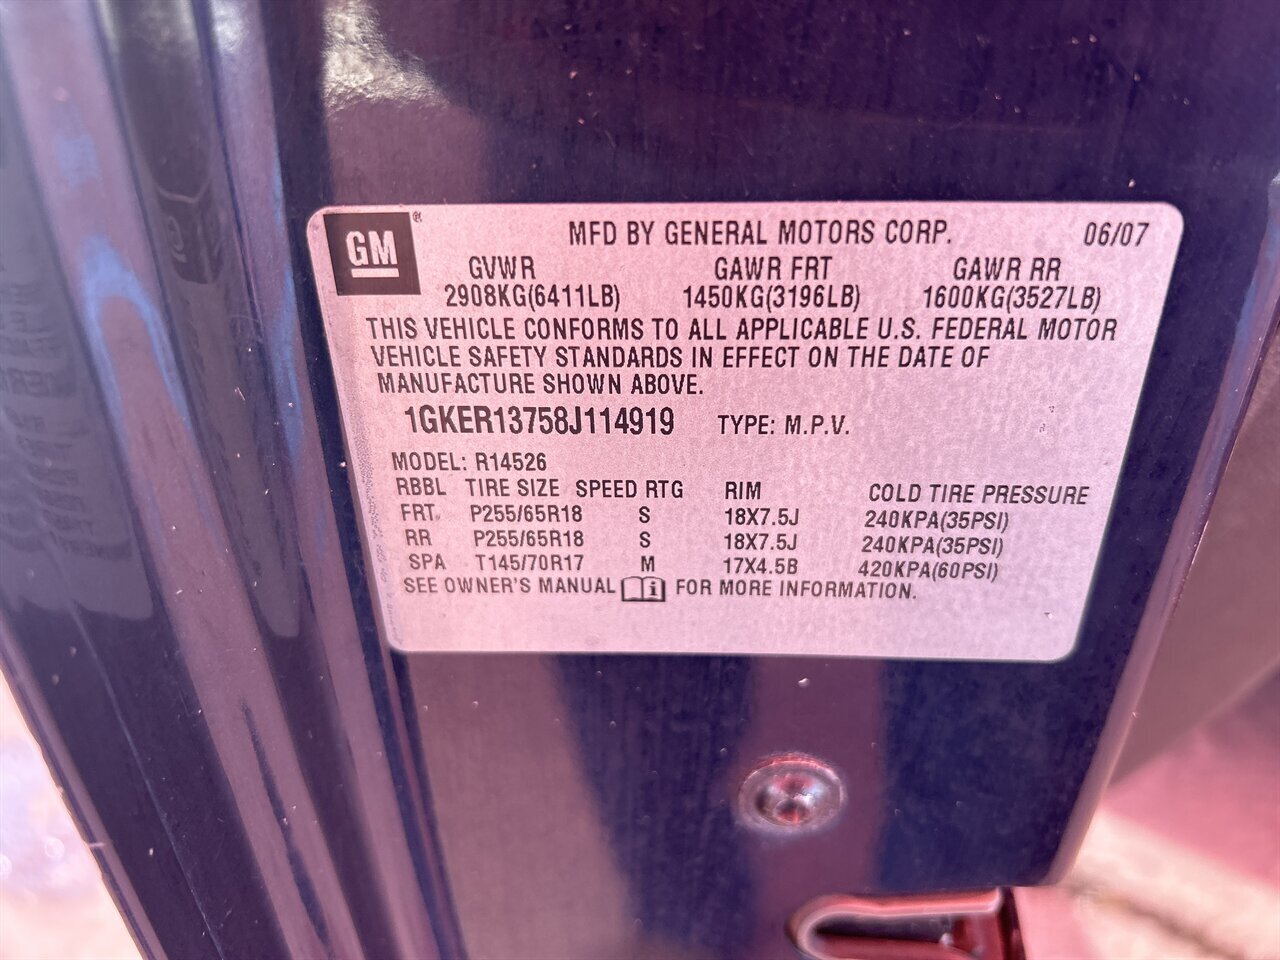 GM®
MFD BY GENERAL MOTORS CORP. 06/07
GVWR GAWR FRT GAWR RR
2908KG(6411LB) 1450KG(3196LB) 1600KG(3527LB)
THIS VEHICLE CONFORMS TO ALL APPLICABLE U.S. FEDERAL MOTOR
VEHICLE SAFETY STANDARDS IN EFFECT ON THE DATE OF
MANUFACTURE SHOWN ABOVE.
1GKER13758J114919 TYPE: M.P.V.
MODEL: R14526
RBBL TIRE SIZE SPEED RTG RIM COLD TIRE PRESSURE
FRT P255/65R18 S 18X7.5J 240KPA(35PSI)
RR P255/65R18 S 18X7.5J 240KPA(35PSI)
SPA T145/70R17 M 17X4.5B 420KPA(60PSI)
SEE OWNER'S MANUAL i FOR MORE INFORMATION.